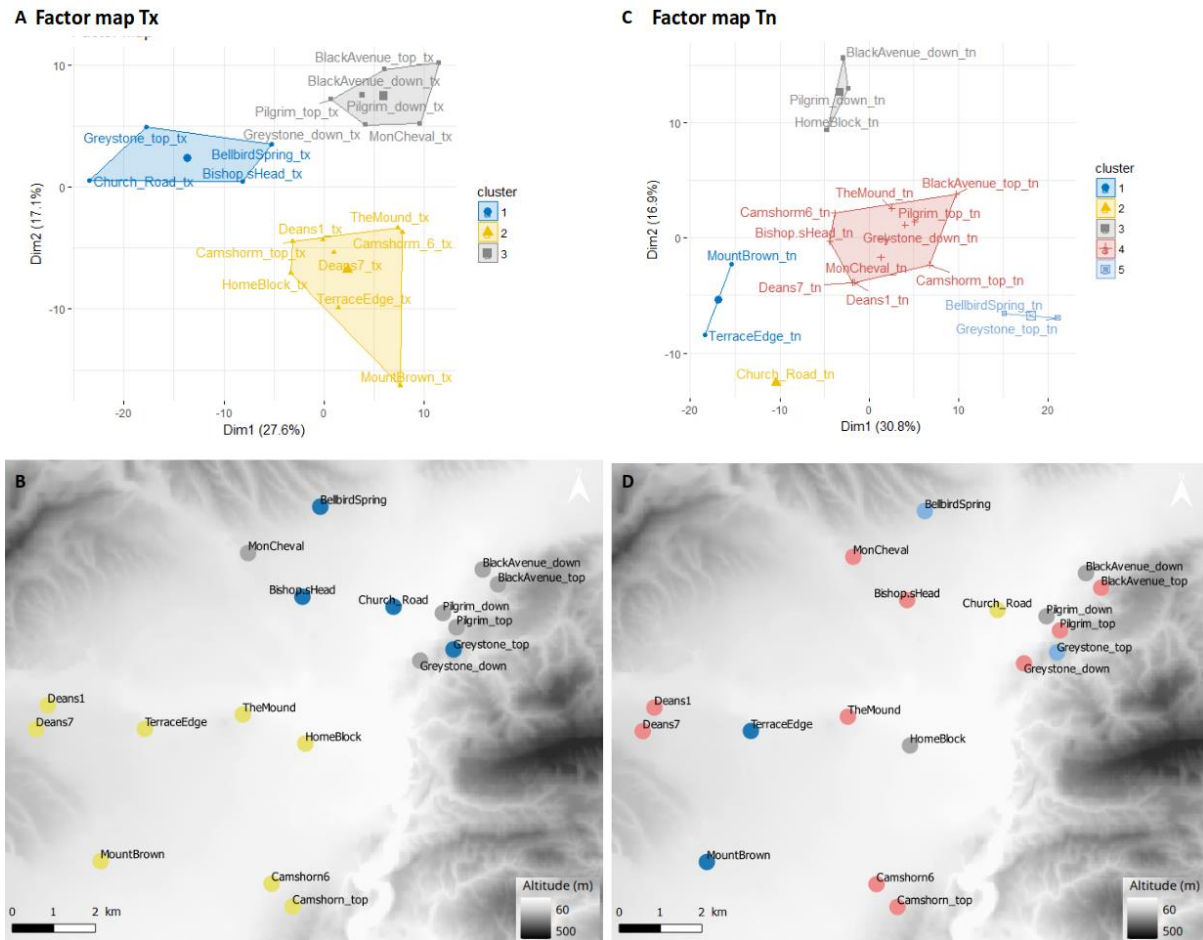 A Factor map Tx
10
0
-10
Dim2 (17.1%)
-20
-10
0
10
Dim1 (27.6%)
BlackAvenue_top_tx
BlackAvenue_down_tx
Pilgrim_top_tx
Pilgrim_down_tx
Greystone_down_tx
MonCheval_tx
Greystone_top_tx
BellbirdSpring_tx
Church_Road_tx
Bishop.sHead_tx
TheMound_tx
Deans1_tx
Camshorm_6_tx
Camshorm_top_tx
Deans7_tx
HomeBlock_tx
TerraceEdge_tx
MountBrown_tx
cluster
1
2
3
C Factor map Tn
10
0
-10
Dim2 (16.9%)
-20
-10
0
10
20
Dim1 (30.8%)
BlackAvenue_down_tn
Pilgrim_down_tn
HomeBlock_tn
BlackAvenue_top_tn
TheMound_tn
Camshorm6_tn
Pilgrim_top_tn
Bishop.sHead_tn
Greystone_down_tn
MountBrown_tn
MonCheval_tn
Camshorm_top_tn
Deans7_tn
Deans1_tn
BellbirdSpring_tn
Greystone_top_tn
TerraceEdge_tn
Church_Road_tn
cluster
1
2
3
4
5
B
BellbirdSpring
MonCheval
BlackAvenue_down
BlackAvenue_top
Bishop.sHead
Church_Road
Pilgrim_down
Pilgrim_top
Greystone_top
Greystone_down
Deans1
Deans7
TerraceEdge
TheMound
HomeBlock
MountBrown
Camshorn6
Camshorn_top
0 1 2 km
Altitude (m)
60
500
D
BellbirdSpring
MonCheval
BlackAvenue_down
BlackAvenue_top
Bishop.sHead
Church_Road
Pilgrim_down
Pilgrim_top
Greystone_top
Greystone_down
Deans1
Deans7
TerraceEdge
TheMound
HomeBlock
MountBrown
Camshorn6
Camshorn_top
0 1 2 km
Altitude (m)
60
500